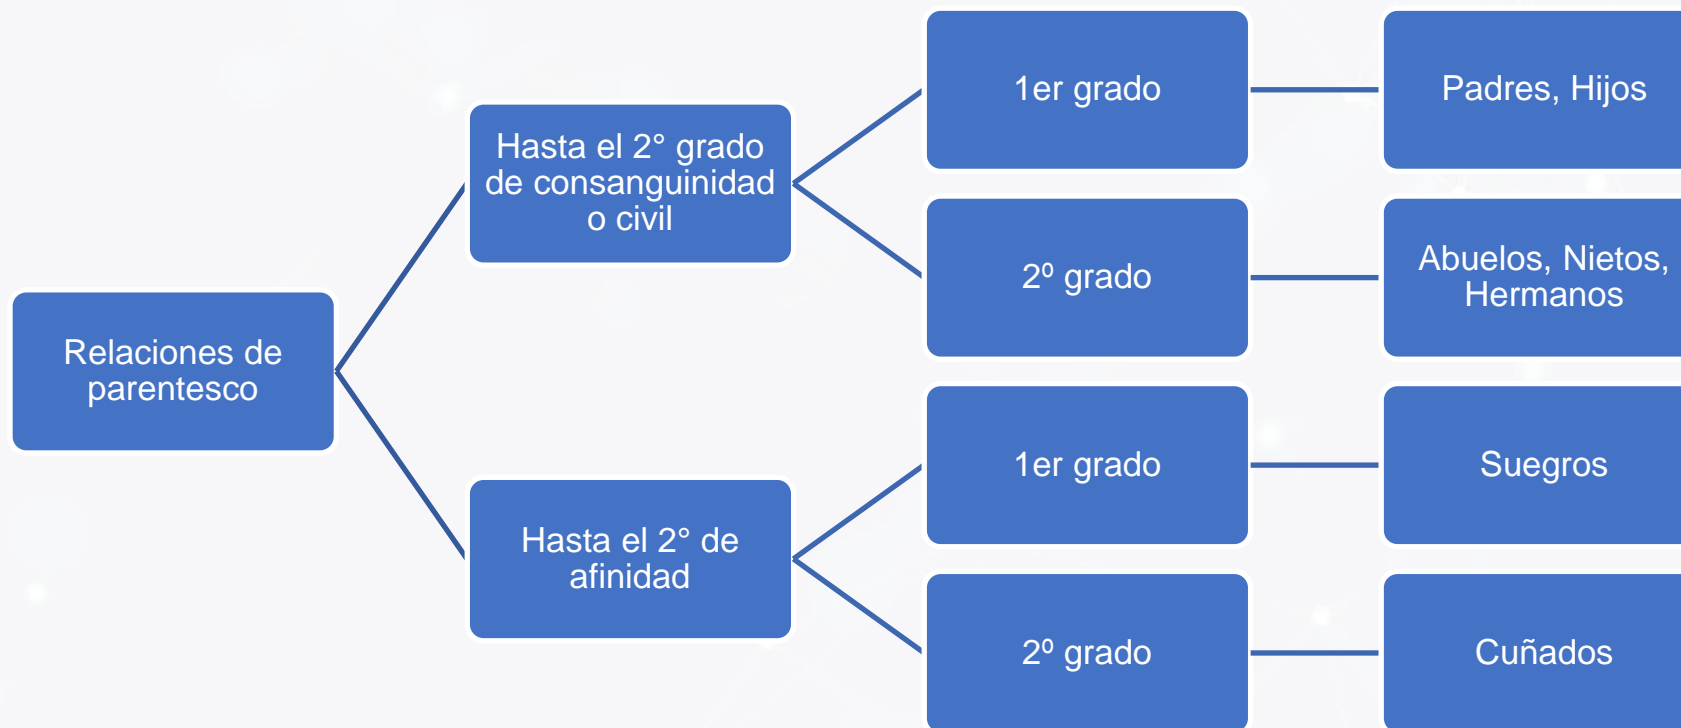 Relaciones de
parentesco
Hasta el 2° grado
de consanguinidad
o civil
1er grado
Padres, Hijos
2º grado
Abuelos, Nietos,
Hermanos
Hasta el 2° de
afinidad
1er grado
Suegros
2º grado
Cuñados